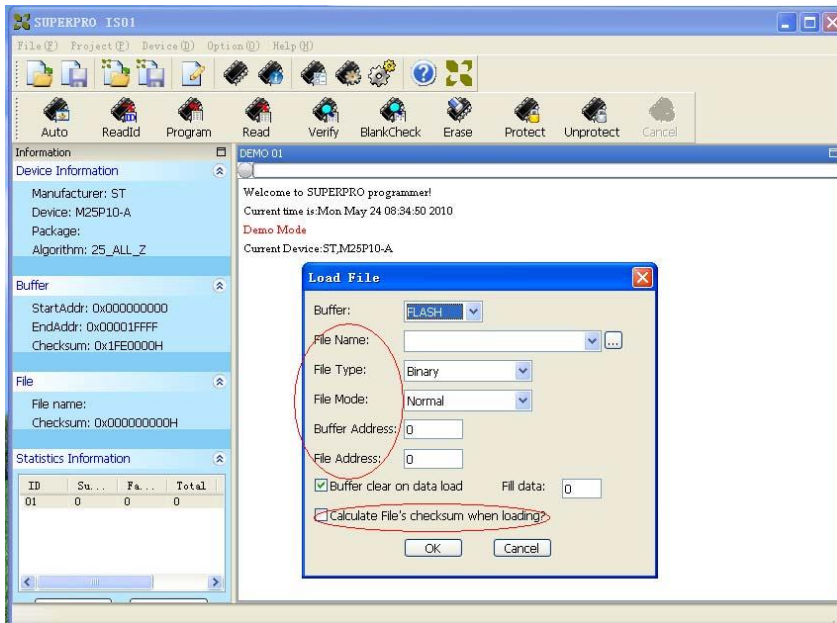 SUPERPRO IS01
File(F) Project(P) Device(D) Option(O) Help(H)
Auto ReadId Program Read Verify BlankCheck Erase Protect Unprotect Cancel
Information
Device Information
Manufacturer: ST
Device: M25P10-A
Package:
Algorithm: 25_ALL_Z
Buffer
StartAddr: 0x000000000
EndAddr: 0x00001FFFF
Checksum: 0x1FE0000H
File
File name:
Checksum: 0x000000000H
Statistics Information
ID Su... Fa... Total
01 0 0 0
DEMO 01
Welcome to SUPERPRO programmer!
Current time is:Mon May 24 08:34:50 2010
Demo Mode
Current Device:ST,M25P10-A
Load File
Buffer: FLASH
File Name: ...
File Type: Binary
File Mode: Normal
Buffer Address: 0
File Address: 0
Buffer clear on data load Fill data: 0
Calculate File's checksum when loading?
OK Cancel